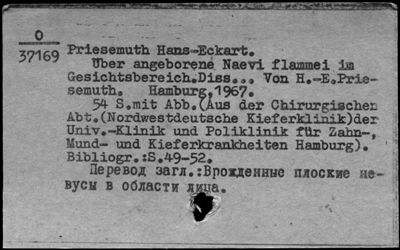 О
37169
Priesemuth Hans-Eckart.
Über angeborene Naevi flammei im
Gesichtsbereich.Diss... Von H.-E.Prie-
semuth. Hamburg,1967.
54 S.mit Abb.(Aus der Chirurgischen
Abt.(Nordwestdeutsche Kieferklinik)der
Univ.-Klinik und Poliklinik für Zahn-,
Mund- und Kieferkrankheiten Hamburg).
Bibliogr.:S.49-52.
Перевод загл.:Врожденные плоские не-
вусы в области лица.